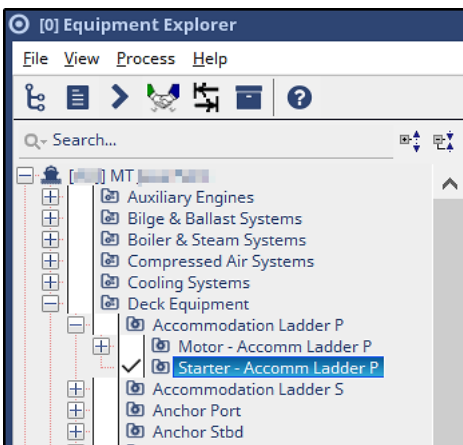 [0] Equipment Explorer
File View Process Help
Search...
MT
Auxiliary Engines
Bilge & Ballast Systems
Boiler & Steam Systems
Compressed Air Systems
Cooling Systems
Deck Equipment
Accommodation Ladder P
Motor - Accomm Ladder P
Starter - Accomm Ladder P
Accommodation Ladder S
Anchor Port
Anchor Stbd